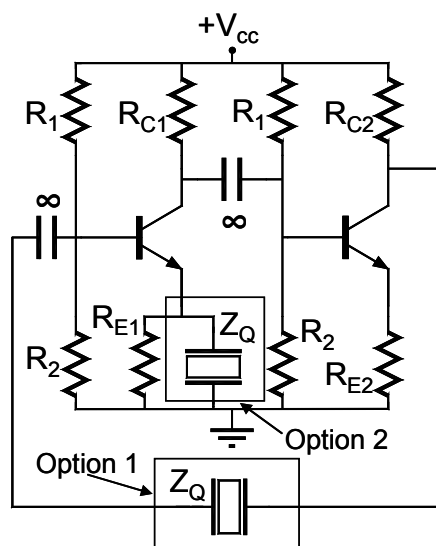 +Vcc
R1
RC1
R1
RC2
∞
∞
RE1
ZQ
R2
R2
RE2
Option 2
Option 1
ZQ